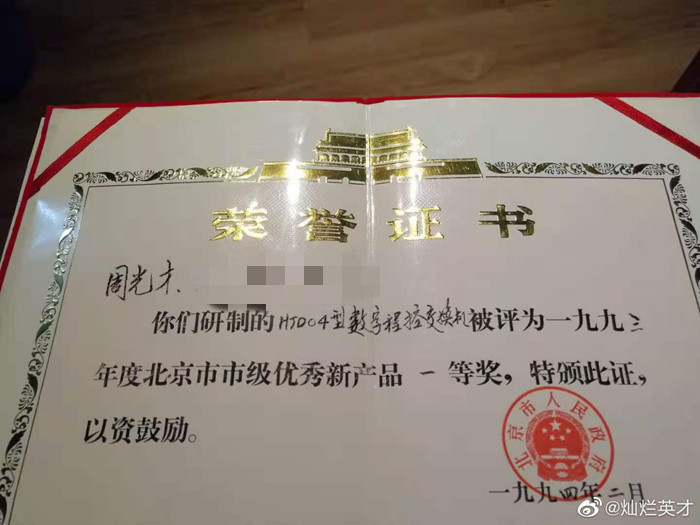 荣誉证书
周光才
你们研制的HJD04型数字程控交换机被评为一九九三
年度北京市市级优秀新产品一等奖，特颁此证，
以资鼓励。
北京市人民政府
一九九四年二月
@灿烂英才